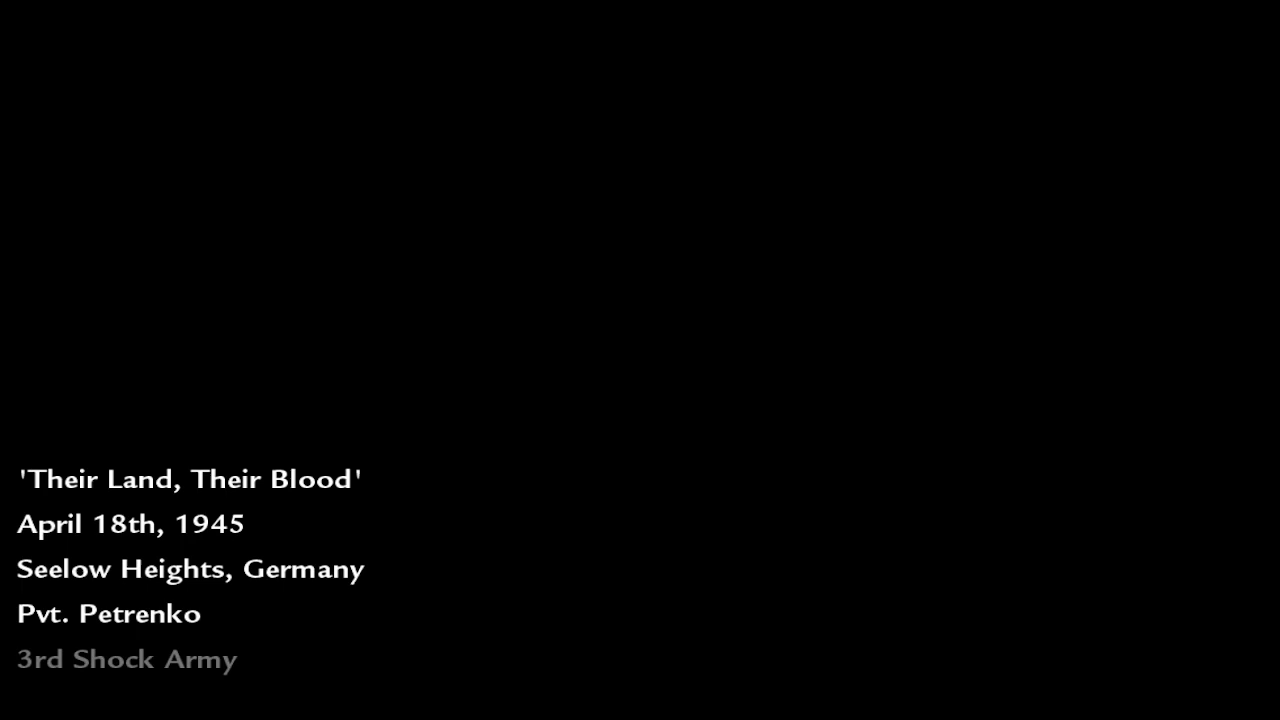 'Their Land, Their Blood'
April 18th, 1945
Seelow Heights, Germany
Pvt. Petrenko
3rd Shock Army